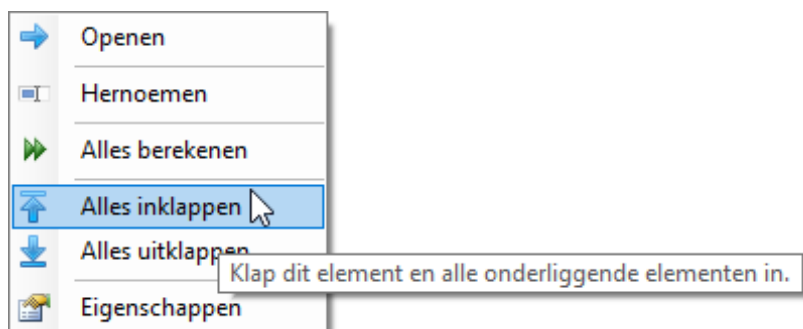 Openen
Hernoemen
Alles berekenen
Alles inklappen
Alles uitklappen
Klap dit element en alle onderliggende elementen in.
Eigenschappen